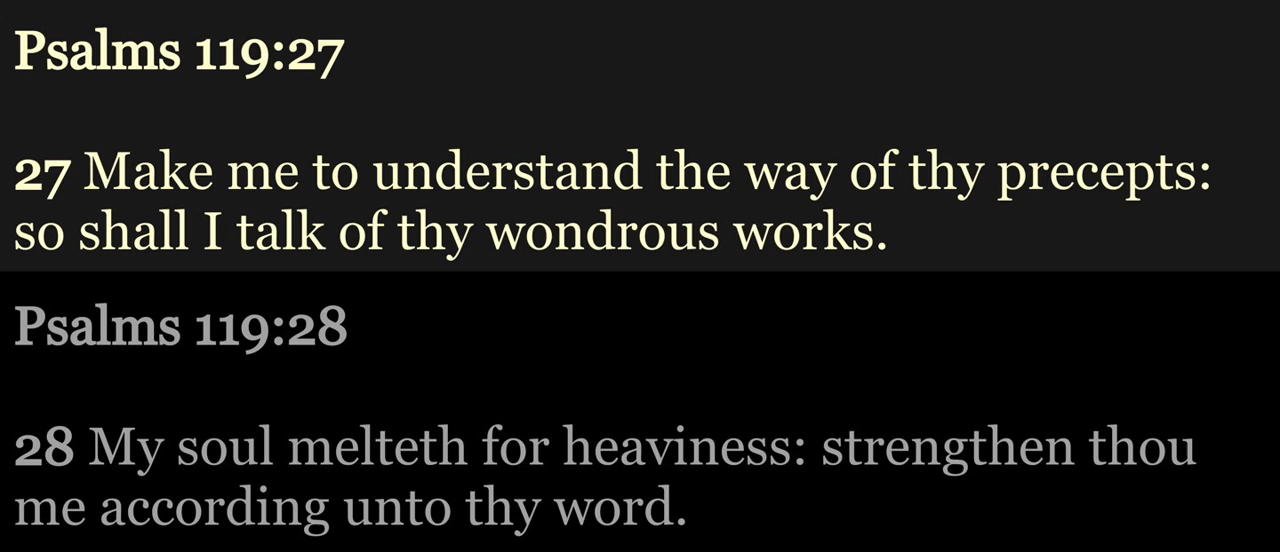 Psalms 119:27
27 Make me to understand the way of thy precepts:
so shall I talk of thy wondrous works.
Psalms 119:28
28 My soul melteth for heaviness: strengthen thou
me according unto thy word.